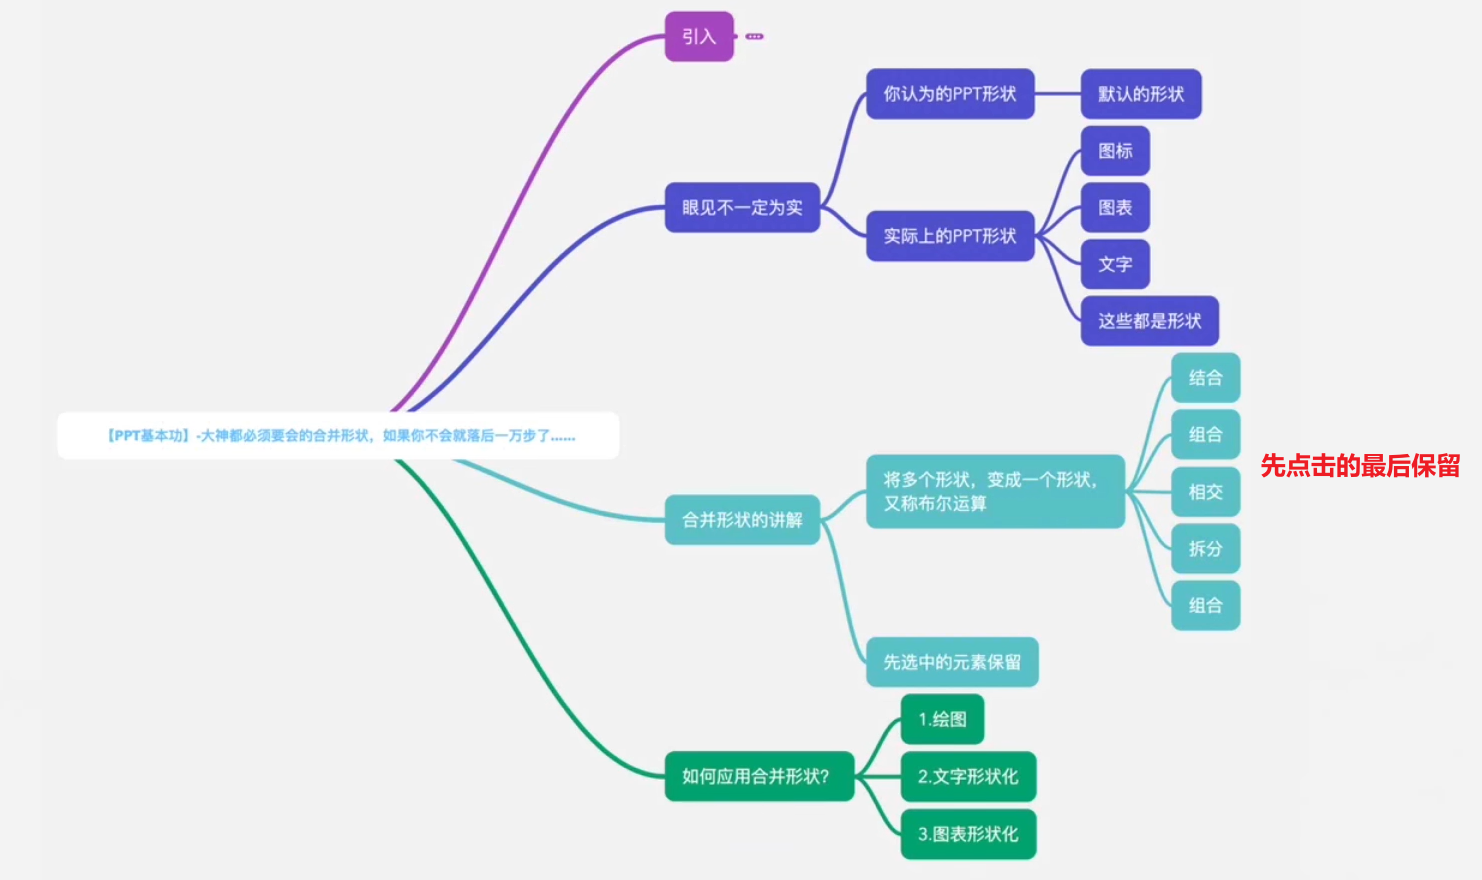 引入
你认为的PPT形状
默认的形状
图标
眼见不一定为实
图表
实际上的PPT形状
文字
这些都是形状
【PPT基本功】-大神都必须要会的合并形状，如果你不会就落后一万步了……
结合
组合
先点击的最后保留
将多个形状，变成一个形状，
又称布尔运算
相交
合并形状的讲解
拆分
组合
先选中的元素保留
1.绘图
如何应用合并形状？
2.文字形状化
3.图表形状化